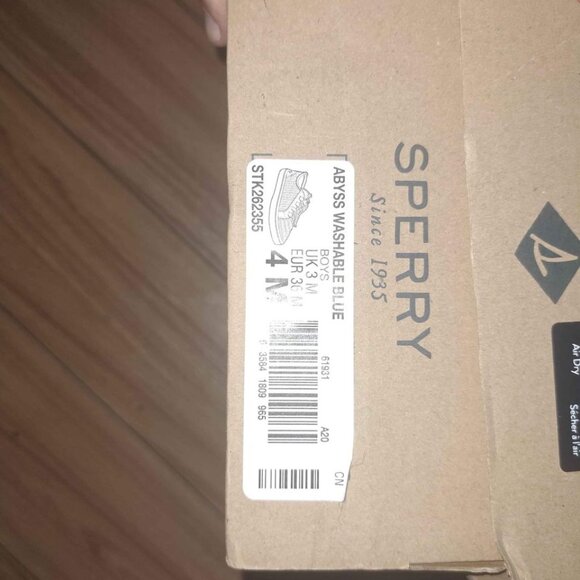 SPERRY
Since 1935
ABYSS WASHABLE BLUE
BOYS
UK 3 M
EUR 36 M
4 M
STK262355
61931
A20
3584 1809 965
CN
Air Dry
Sécher à l'air